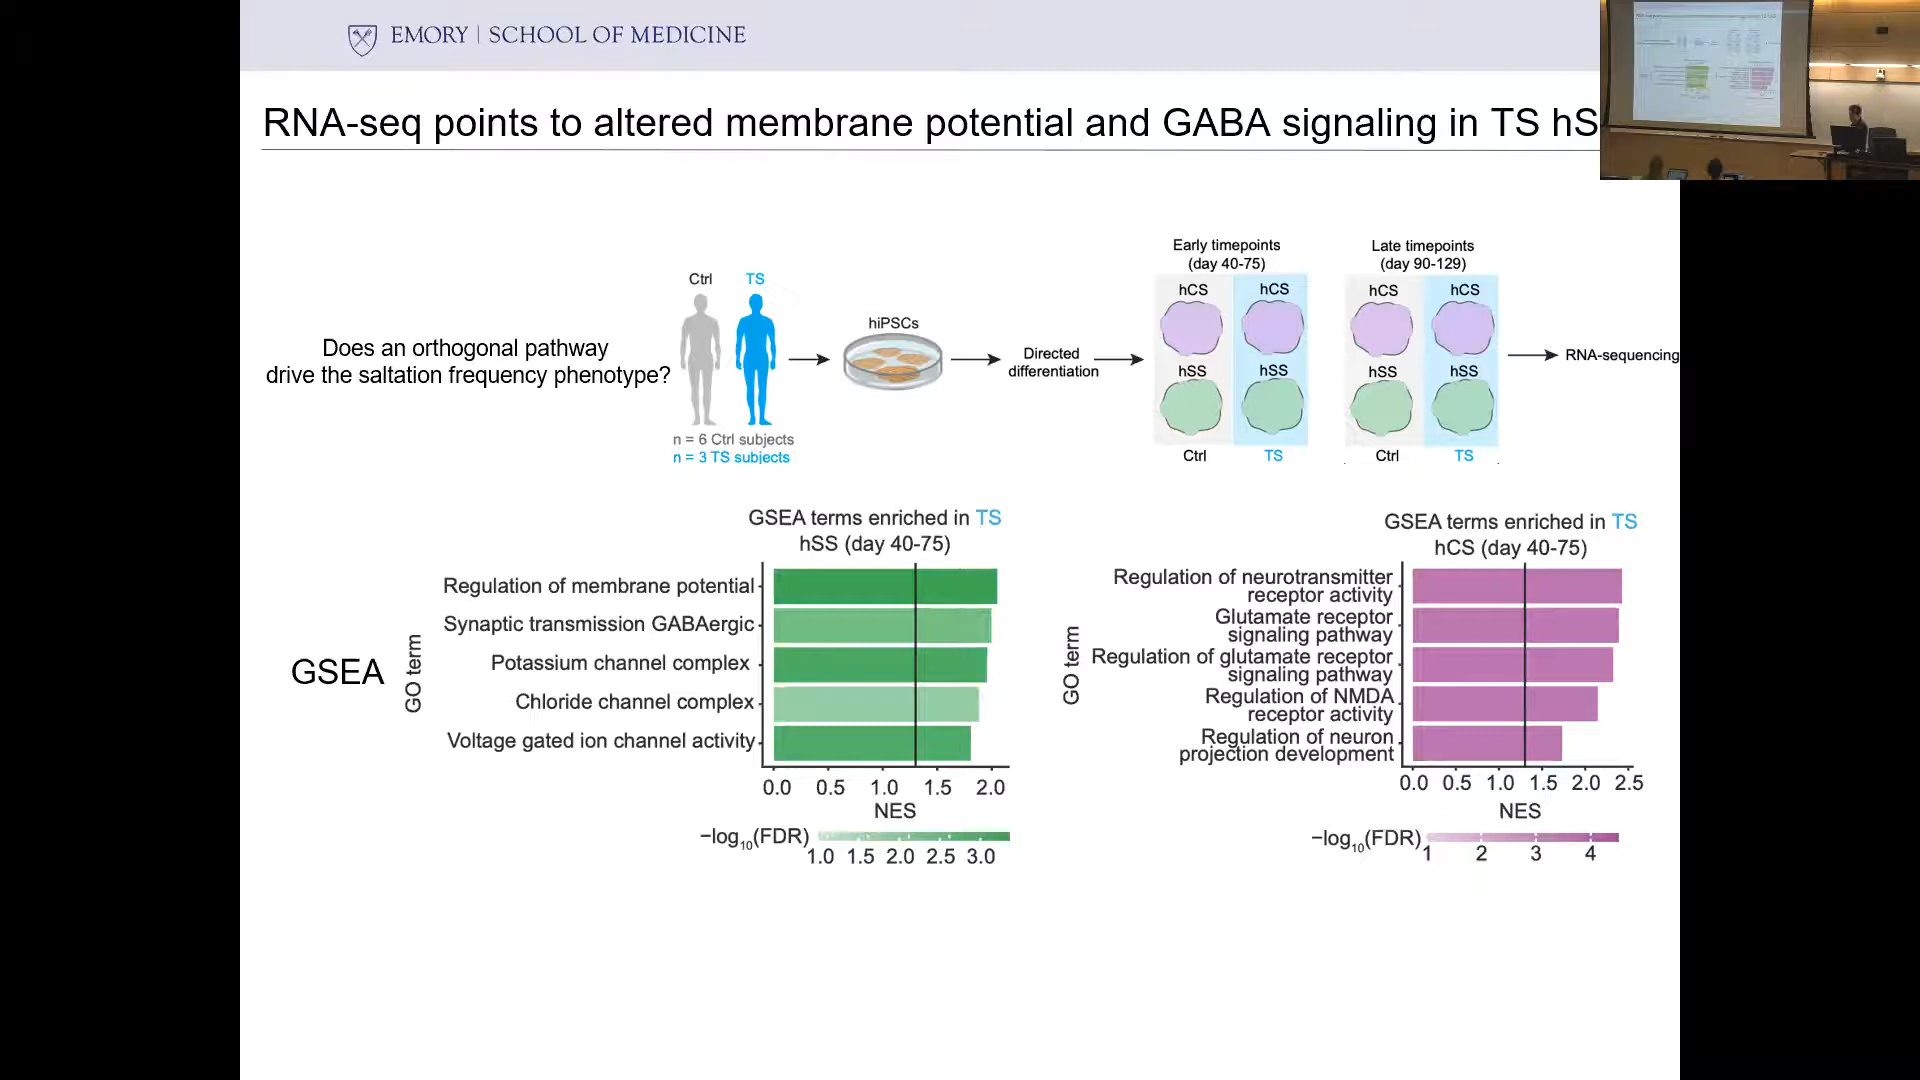 EMORY | SCHOOL OF MEDICINE
RNA-seq points to altered membrane potential and GABA signaling in TS hS
Does an orthogonal pathway
drive the saltation frequency phenotype?
Ctrl
TS
n = 6 Ctrl subjects
n = 3 TS subjects
hiPSCs
Directed
differentiation
Early timepoints
(day 40-75)
hCS
hCS
hSS
hSS
Ctrl
TS
Late timepoints
(day 90-129)
hCS
hCS
hSS
hSS
Ctrl
TS
RNA-sequencing
GSEA
GSEA terms enriched in TS
hSS (day 40-75)
GO term
Regulation of membrane potential
Synaptic transmission GABAergic
Potassium channel complex
Chloride channel complex
Voltage gated ion channel activity
0.0 0.5 1.0 1.5 2.0
NES
−log10(FDR)
1.0 1.5 2.0 2.5 3.0
GSEA terms enriched in TS
hCS (day 40-75)
GO term
Regulation of neurotransmitter
receptor activity
Glutamate receptor
signaling pathway
Regulation of glutamate receptor
signaling pathway
Regulation of NMDA
receptor activity
Regulation of neuron
projection development
0.0 0.5 1.0 1.5 2.0 2.5
NES
−log10(FDR)
1 2 3 4